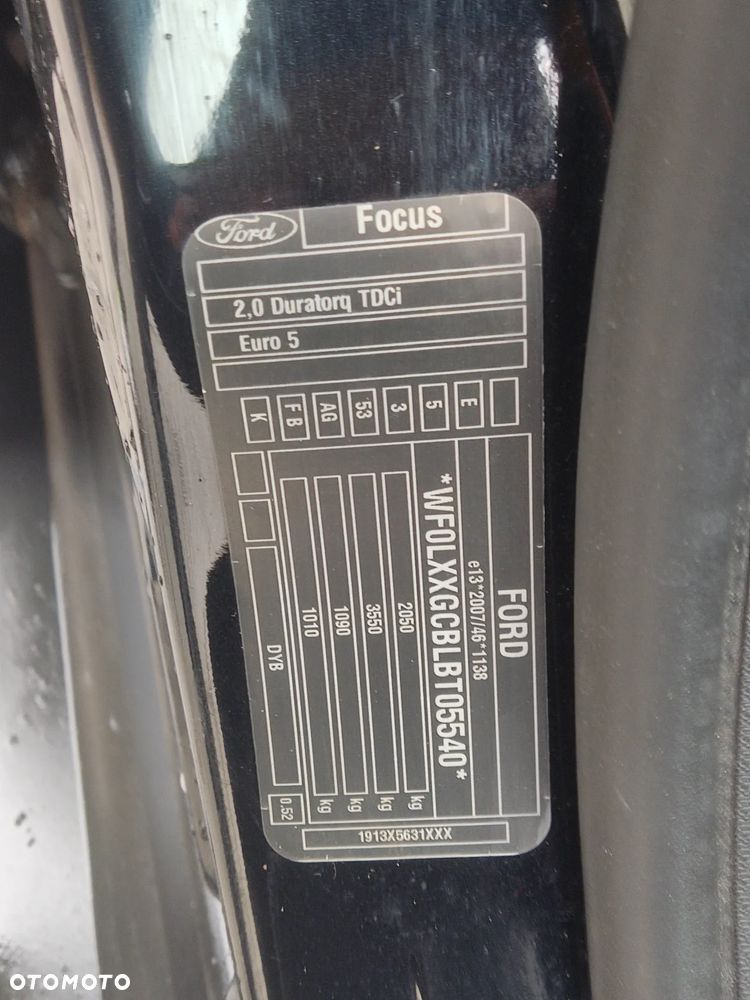 Ford
Focus
2,0 Duratorq TDCi
Euro 5
K
FB
AG
53
3
5
E
FORD
e13*2007/46*1138
*WF0LXXGCBLBT05540*
2050 kg
3550 kg
1090 kg
1010 kg
DYB
0.52
1913X5631XXX
OTOMOTO